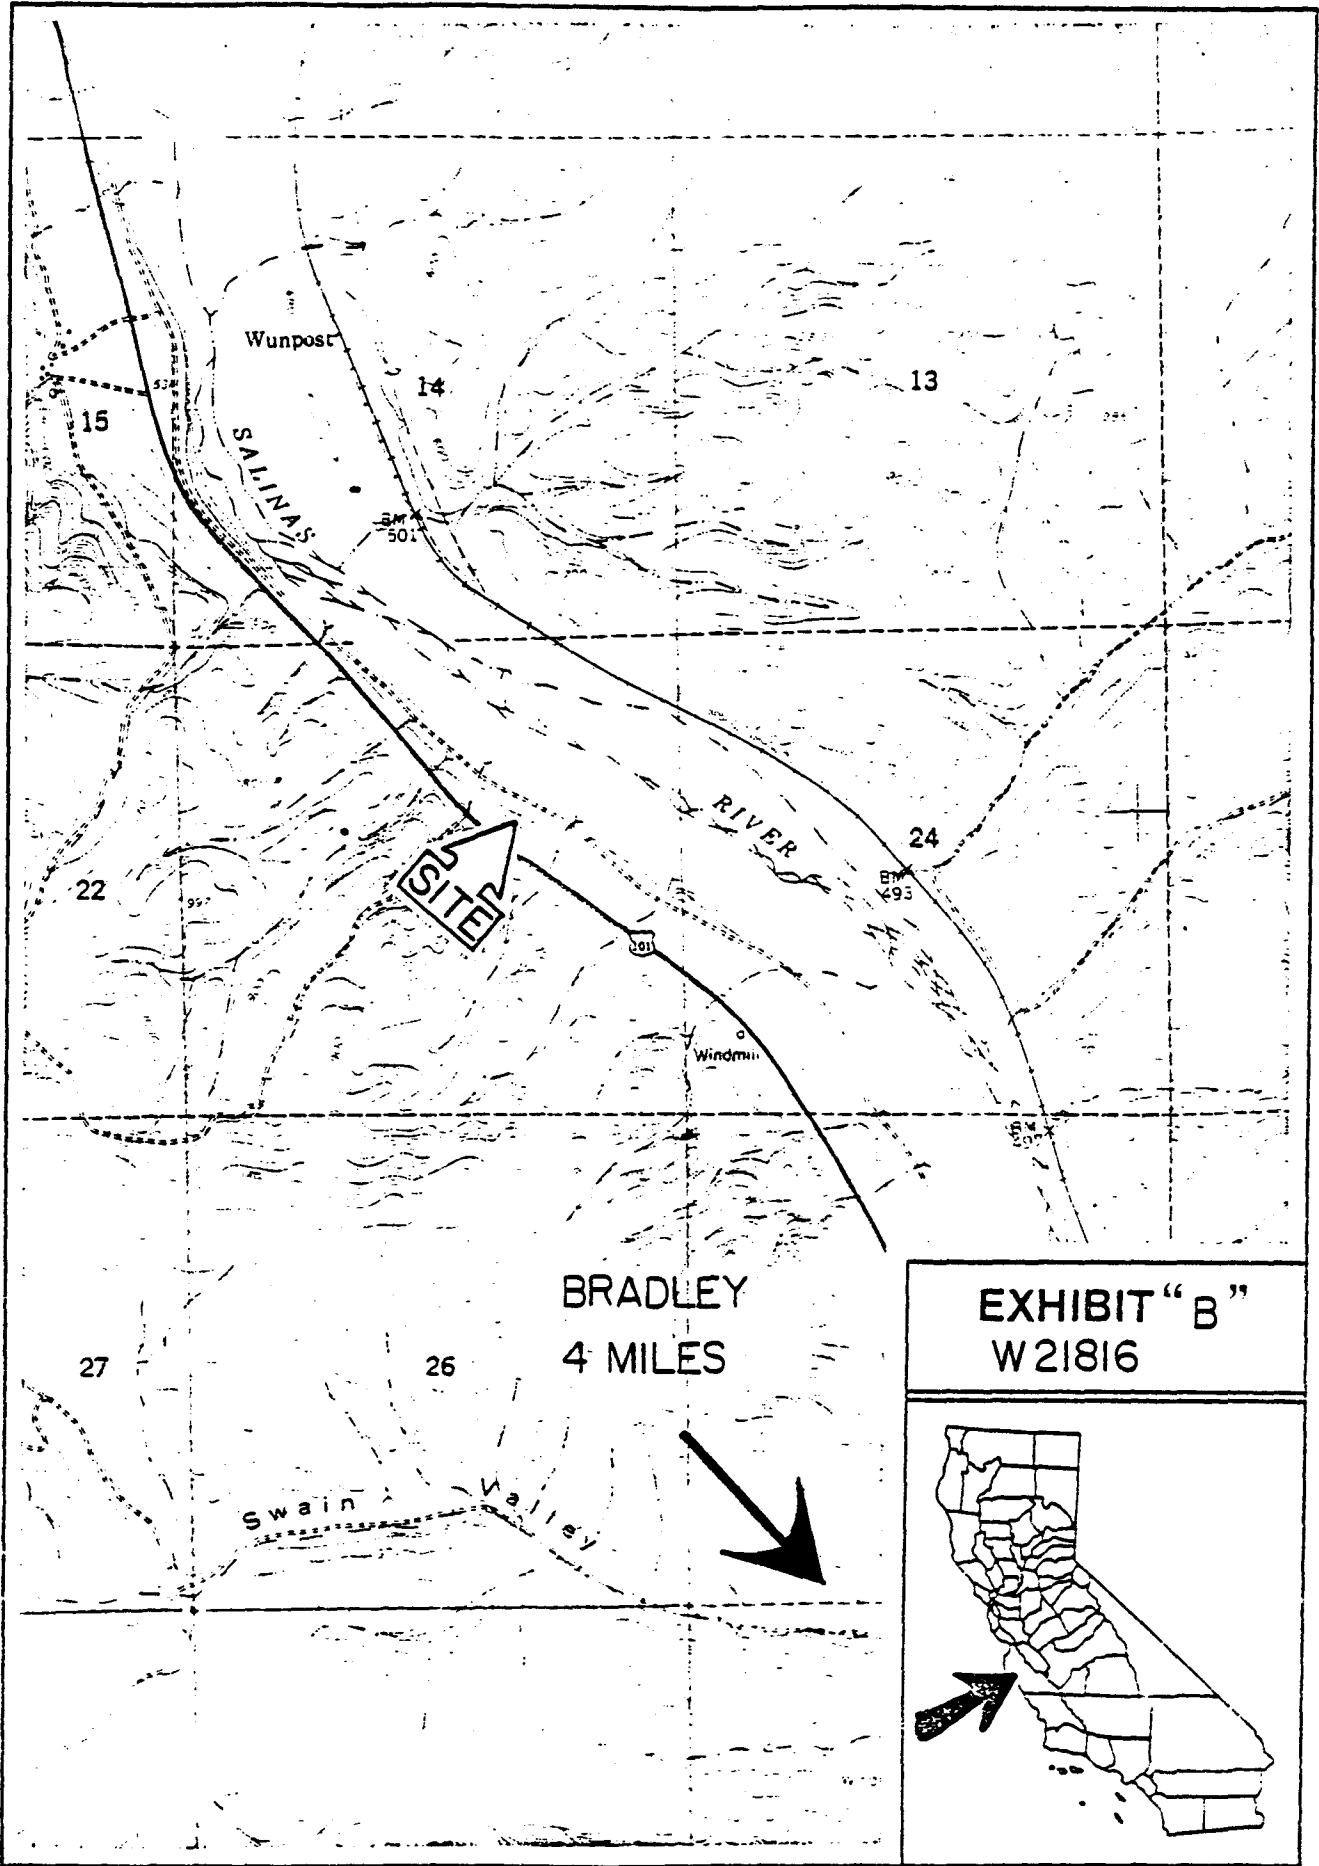 Wunpost
14
13
15
SALINAS
BM
501
RIVER
24
BM
493
22
SITE
101
Windmill
BRADLEY
4 MILES
EXHIBIT "B"
W 21816
27
26
Swain Valley